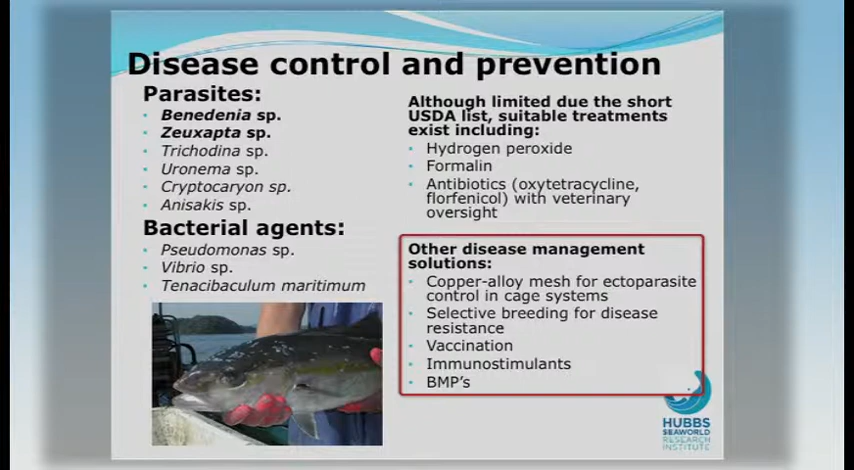 Disease control and prevention
Parasites:
Benedenia sp.
Zeuxapta sp.
Trichodina sp.
Uronema sp.
Cryptocaryon sp.
Anisakis sp.
Bacterial agents:
Pseudomonas sp.
Vibrio sp.
Tenacibaculum maritimum
Although limited due the short
USDA list, suitable treatments
exist including:
Hydrogen peroxide
Formalin
Antibiotics (oxytetracycline,
florfenicol) with veterinary
oversight
Other disease management
solutions:
Copper-alloy mesh for ectoparasite
control in cage systems
Selective breeding for disease
resistance
Vaccination
Immunostimulants
BMP's
HUBBS
SEAWORLD
RESEARCH
INSTITUTE